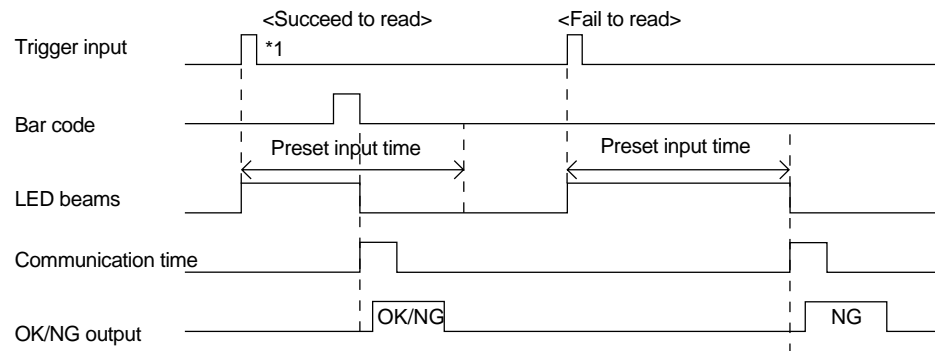 <Succeed to read> <Fail to read>
Trigger input *1
Bar code
Preset input time Preset input time
LED beams
Communication time
OK/NG output OK/NG NG